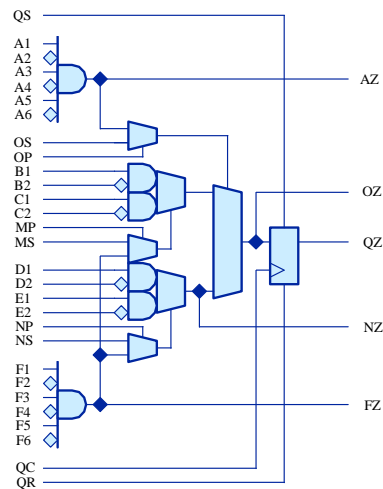 QS
A1
A2
A3
AZ
A4
A5
A6
OS
OP
B1
B2
OZ
C1
C2
MP
MS
QZ
D1
D2
E1
E2
NP
NZ
NS
F1
F2
F3
F4
FZ
F5
F6
QC
QR